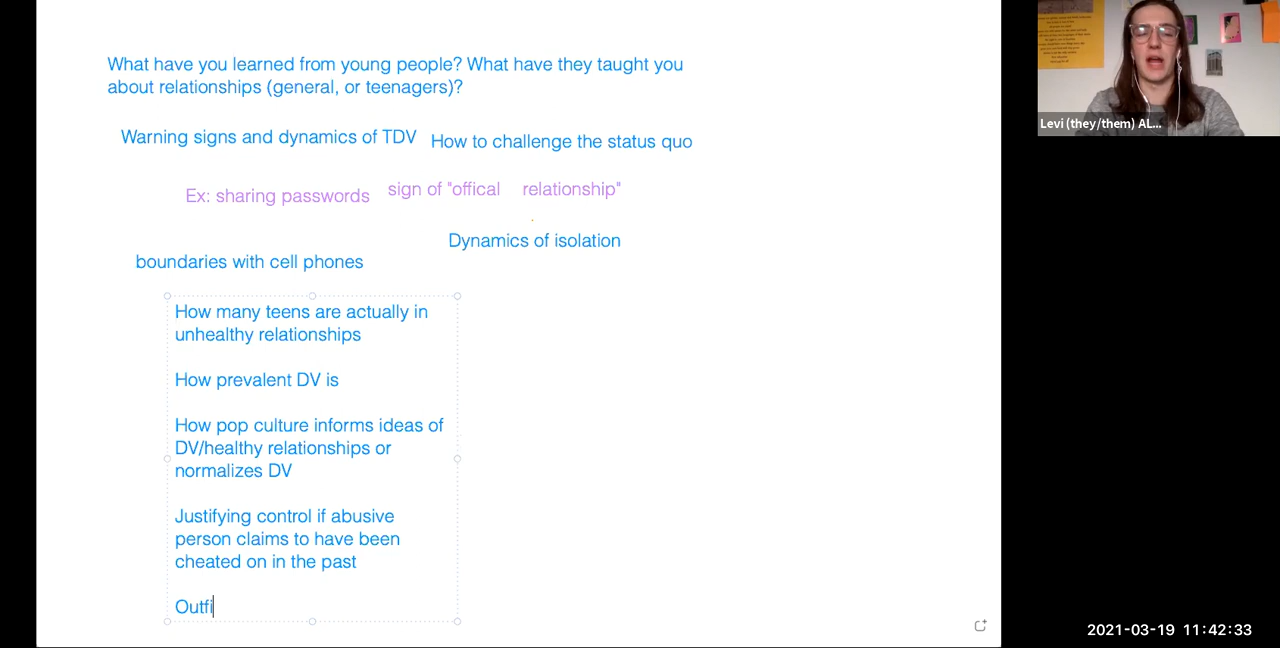 What have you learned from young people? What have they taught you
about relationships (general, or teenagers)?
Warning signs and dynamics of TDV
How to challenge the status quo
Ex: sharing passwords
sign of "offical relationship"
Dynamics of isolation
boundaries with cell phones
How many teens are actually in
unhealthy relationships
How prevalent DV is
How pop culture informs ideas of
DV/healthy relationships or
normalizes DV
Justifying control if abusive
person claims to have been
cheated on in the past
Outfi
Levi (they/them) AL...
2021-03-19 11:42:33